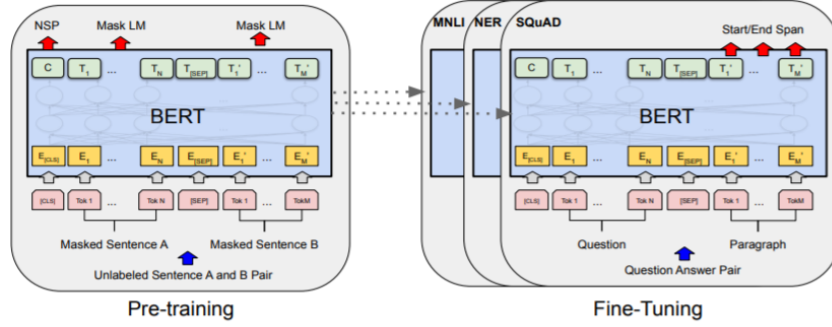 NSP Mask LM Mask LM
C T1 ... TN T[SEP] T1' ... TM'
BERT
E[CLS] E1 ... EN E[SEP] E1' ... EM'
[CLS] Tok 1 ... Tok N [SEP] Tok 1 ... TokM
Masked Sentence A Masked Sentence B
Unlabeled Sentence A and B Pair
Pre-training
MNLI NER SQuAD
Start/End Span
C T1 ... TN T[SEP] T1' ... TM'
BERT
E[CLS] E1 ... EN E[SEP] E1' ... EM'
[CLS] Tok 1 ... Tok N [SEP] Tok 1 ... TokM
Question Paragraph
Question Answer Pair
Fine-Tuning